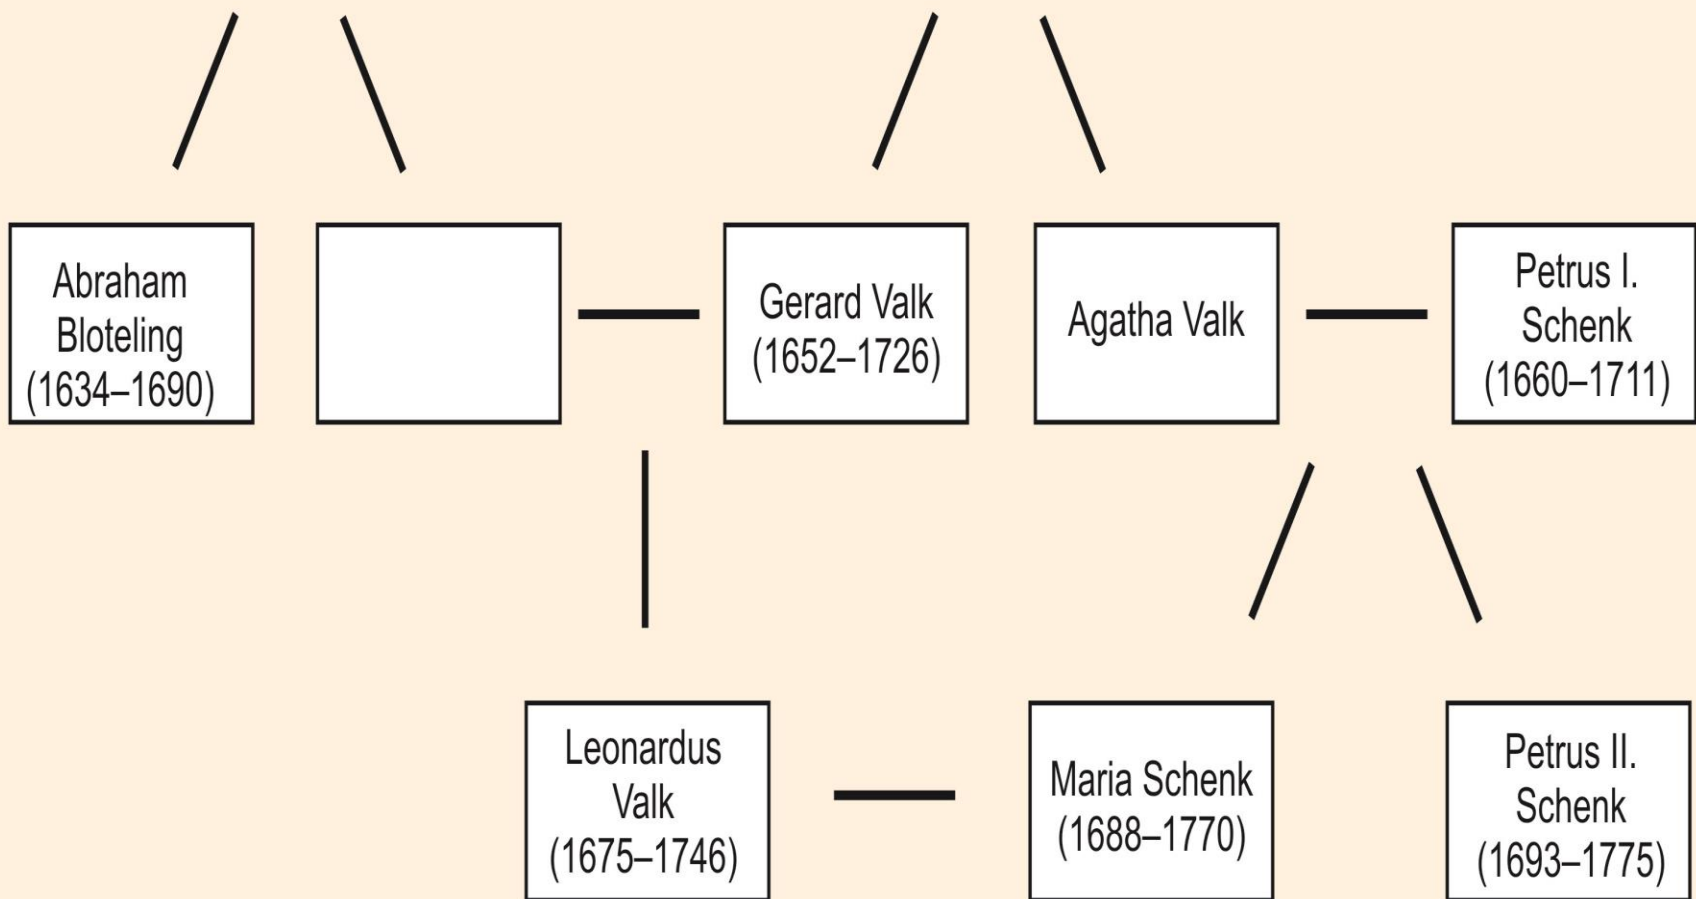 Abraham
Bloteling
(1634–1690)
Gerard Valk
(1652–1726)
Agatha Valk
Petrus I.
Schenk
(1660–1711)
Leonardus
Valk
(1675–1746)
Maria Schenk
(1688–1770)
Petrus II.
Schenk
(1693–1775)